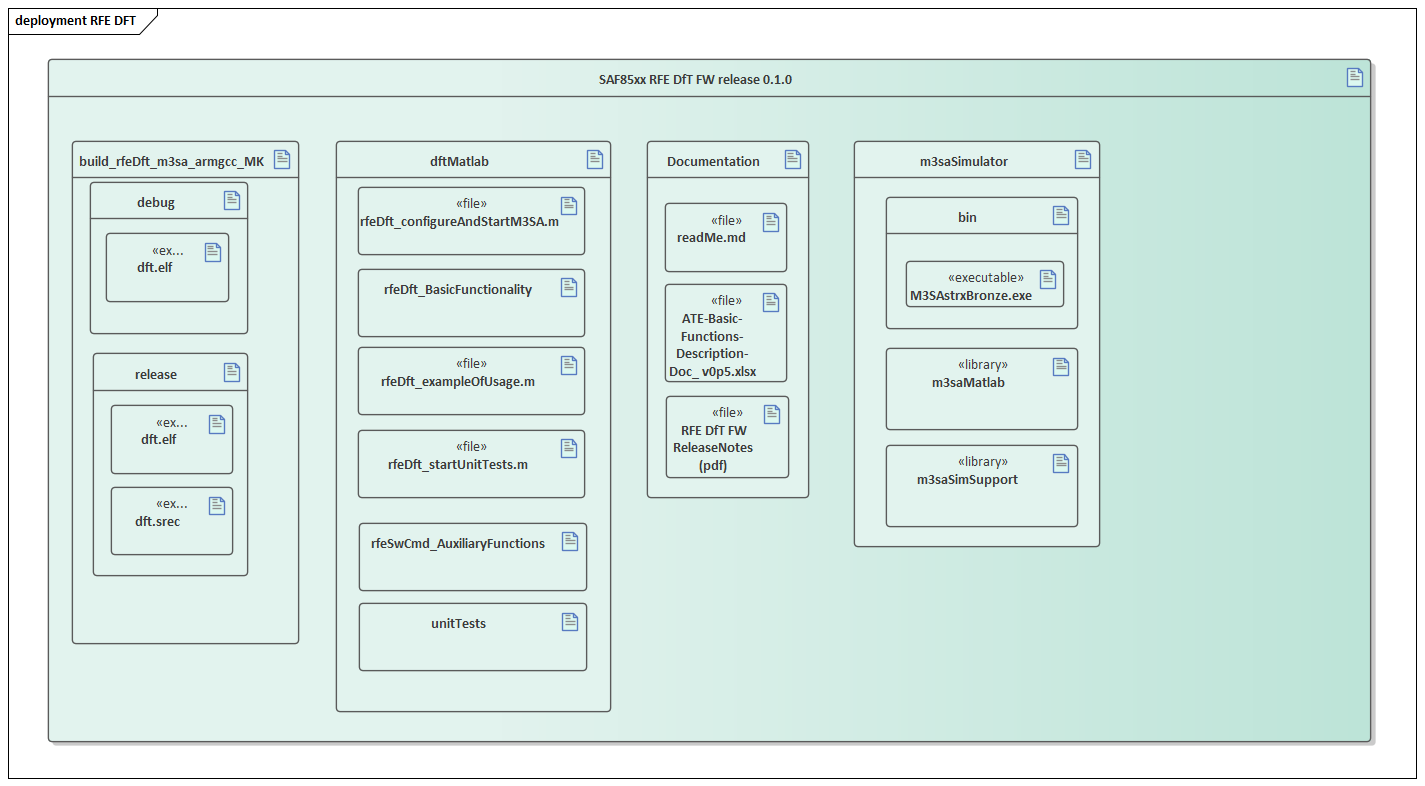 deployment RFE DFT
SAF85xx RFE DfT FW release 0.1.0
build_rfeDft_m3sa_armgcc_MK
debug
«ex...
dft.elf
release
«ex...
dft.elf
«ex...
dft.srec
dftMatlab
«file»
rfeDft_configureAndStartM3SA.m
rfeDft_BasicFunctionality
«file»
rfeDft_exampleOfUsage.m
«file»
rfeDft_startUnitTests.m
rfeSwCmd_AuxiliaryFunctions
unitTests
Documentation
«file»
readMe.md
«file»
ATE-Basic-
Functions-
Description-
Doc_ v0p5.xlsx
«file»
RFE DfT FW
ReleaseNotes
(pdf)
m3saSimulator
bin
«executable»
M3SAstrxBronze.exe
«library»
m3saMatlab
«library»
m3saSimSupport